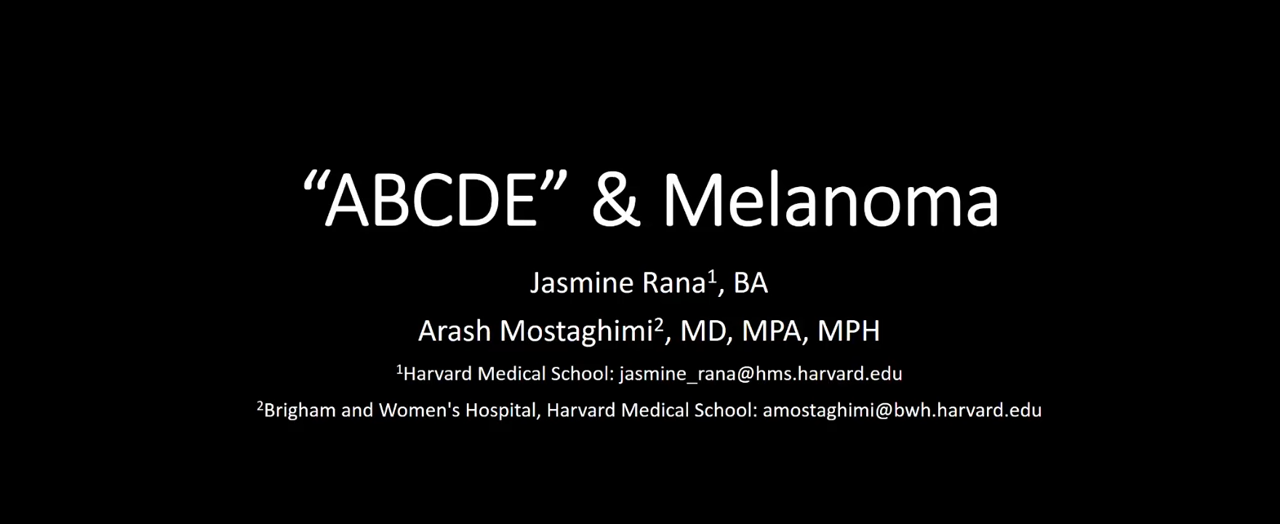 “ABCDE” & Melanoma
Jasmine Rana¹, BA
Arash Mostaghimi², MD, MPA, MPH
¹Harvard Medical School: jasmine_rana@hms.harvard.edu
²Brigham and Women's Hospital, Harvard Medical School: amostaghimi@bwh.harvard.edu